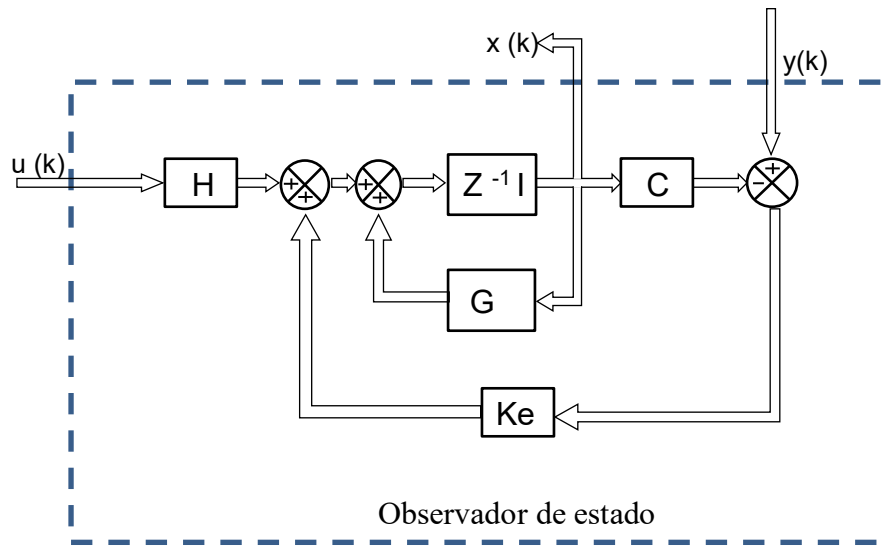 x (k)
y(k)
u (k)
H
+
+
+
+
Z -1 I
C
+
−
G
Ke
Observador de estado